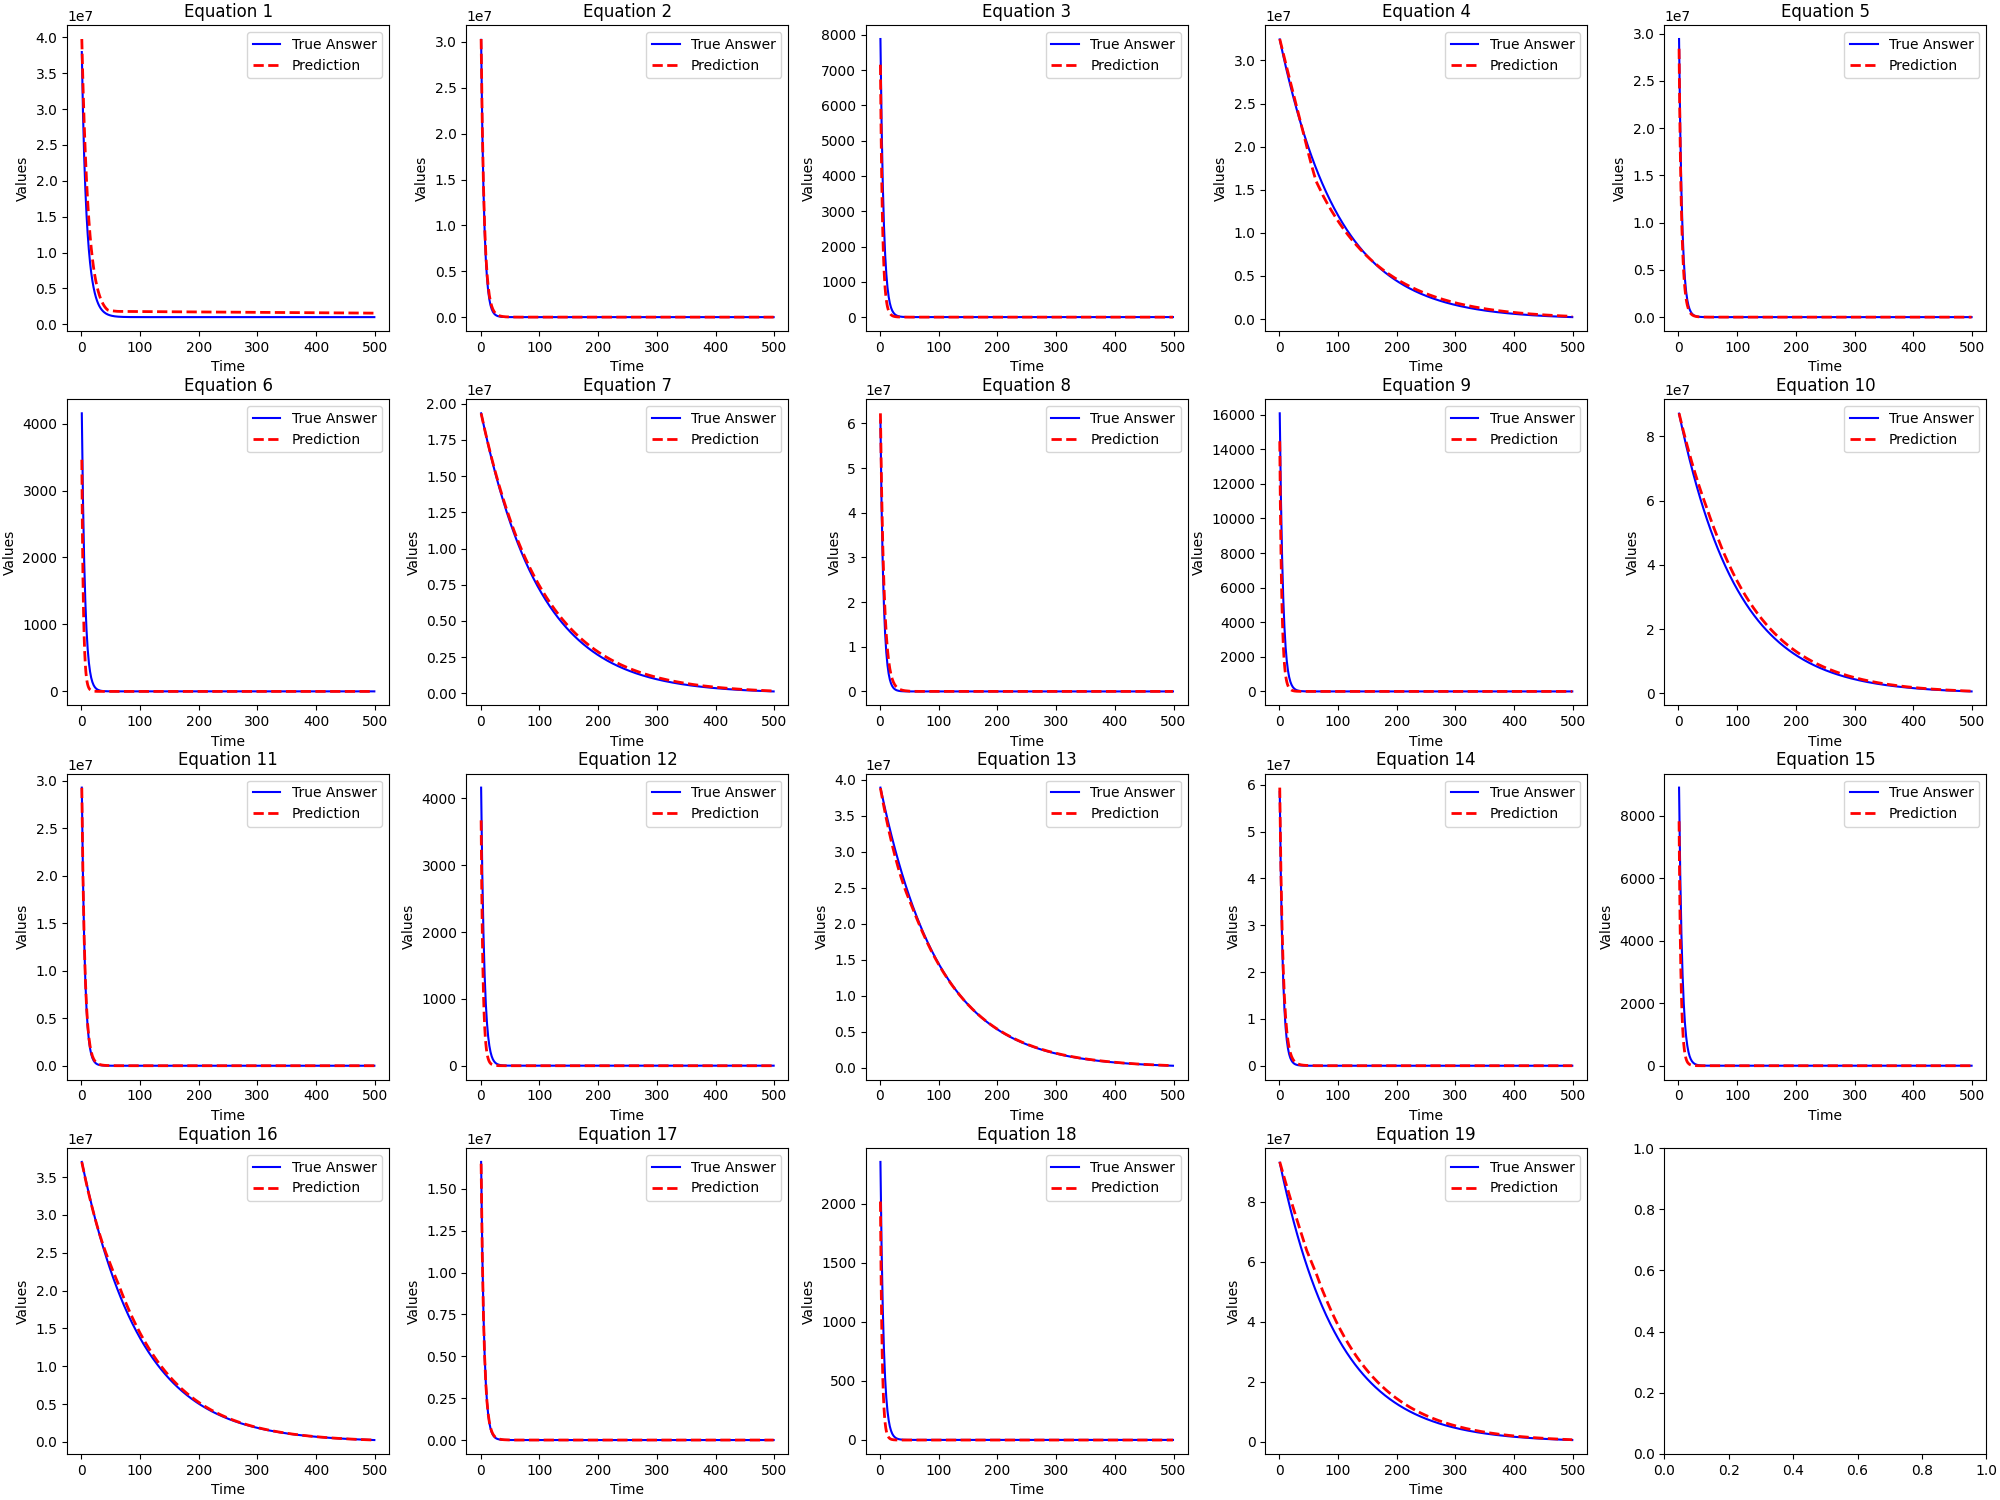 Equation 1
1e7
True Answer
Prediction
Values
4.0
3.5
3.0
2.5
2.0
1.5
1.0
0.5
0.0
0 100 200 300 400 500
Time
Equation 2
1e7
True Answer
Prediction
Values
3.0
2.5
2.0
1.5
1.0
0.5
0.0
0 100 200 300 400 500
Time
Equation 3
True Answer
Prediction
Values
8000
7000
6000
5000
4000
3000
2000
1000
0
0 100 200 300 400 500
Time
Equation 4
1e7
True Answer
Prediction
Values
3.0
2.5
2.0
1.5
1.0
0.5
0.0
0 100 200 300 400 500
Time
Equation 5
1e7
True Answer
Prediction
Values
3.0
2.5
2.0
1.5
1.0
0.5
0.0
0 100 200 300 400 500
Time
Equation 6
True Answer
Prediction
Values
4000
3000
2000
1000
0
0 100 200 300 400 500
Time
Equation 7
1e7
True Answer
Prediction
Values
2.00
1.75
1.50
1.25
1.00
0.75
0.50
0.25
0.00
0 100 200 300 400 500
Time
Equation 8
1e7
True Answer
Prediction
Values
6
5
4
3
2
1
0
0 100 200 300 400 500
Time
Equation 9
True Answer
Prediction
Values
16000
14000
12000
10000
8000
6000
4000
2000
0
0 100 200 300 400 500
Time
Equation 10
1e7
True Answer
Prediction
Values
8
6
4
2
0
0 100 200 300 400 500
Time
Equation 11
1e7
True Answer
Prediction
Values
3.0
2.5
2.0
1.5
1.0
0.5
0.0
0 100 200 300 400 500
Time
Equation 12
True Answer
Prediction
Values
4000
3000
2000
1000
0
0 100 200 300 400 500
Time
Equation 13
1e7
True Answer
Prediction
Values
4.0
3.5
3.0
2.5
2.0
1.5
1.0
0.5
0.0
0 100 200 300 400 500
Time
Equation 14
1e7
True Answer
Prediction
Values
6
5
4
3
2
1
0
0 100 200 300 400 500
Time
Equation 15
True Answer
Prediction
Values
8000
6000
4000
2000
0
0 100 200 300 400 500
Time
Equation 16
1e7
True Answer
Prediction
Values
3.5
3.0
2.5
2.0
1.5
1.0
0.5
0.0
0 100 200 300 400 500
Time
Equation 17
1e7
True Answer
Prediction
Values
1.50
1.25
1.00
0.75
0.50
0.25
0.00
0 100 200 300 400 500
Time
Equation 18
True Answer
Prediction
Values
2000
1500
1000
500
0
0 100 200 300 400 500
Time
Equation 19
1e7
True Answer
Prediction
Values
8
6
4
2
0
0 100 200 300 400 500
Time
1.0
0.8
0.6
0.4
0.2
0.0
0.0 0.2 0.4 0.6 0.8 1.0